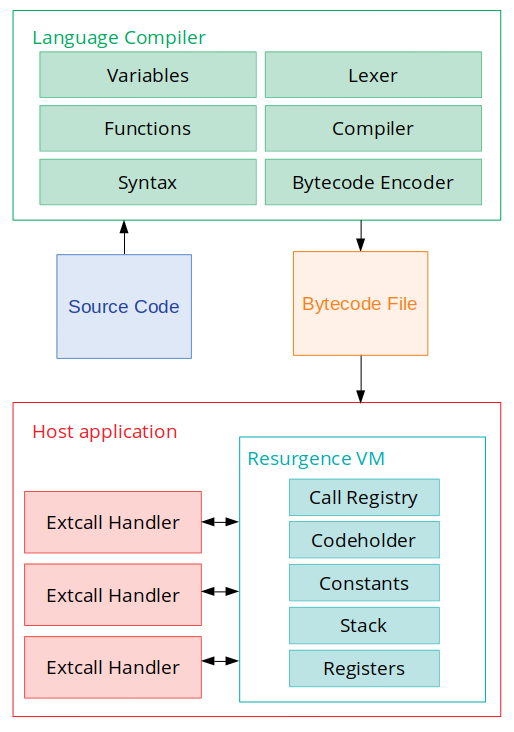 Language Compiler
Variables
Lexer
Functions
Compiler
Syntax
Bytecode Encoder
Source Code
Bytecode File
Host application
Resurgence VM
Call Registry
Extcall Handler
Codeholder
Extcall Handler
Constants
Stack
Extcall Handler
Registers